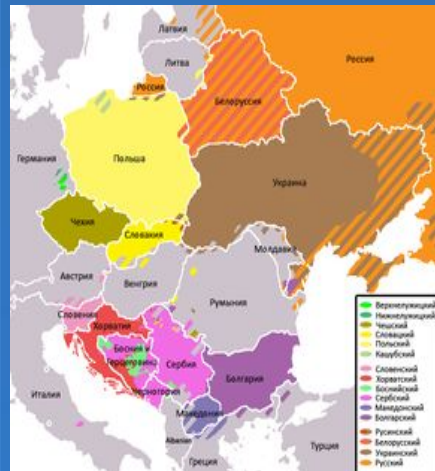 Латвия
Литва
Россия
Россия
Белоруссия
Германия
Польша
Украина
Чехия
Словакия
Молдавия
Австрия
Венгрия
Румыния
Словения
Хорватия
Босния и
Герцеговина
Сербия
Черногория
Болгария
Македония
Италия
Албания
Греция
Турция
Верхнелужицкий
Нижнелужицкий
Чешский
Словацкий
Польский
Кашубский
Словенский
Хорватский
Боснийский
Сербский
Македонский
Болгарский
Русинский
Белорусский
Украинский
Русский